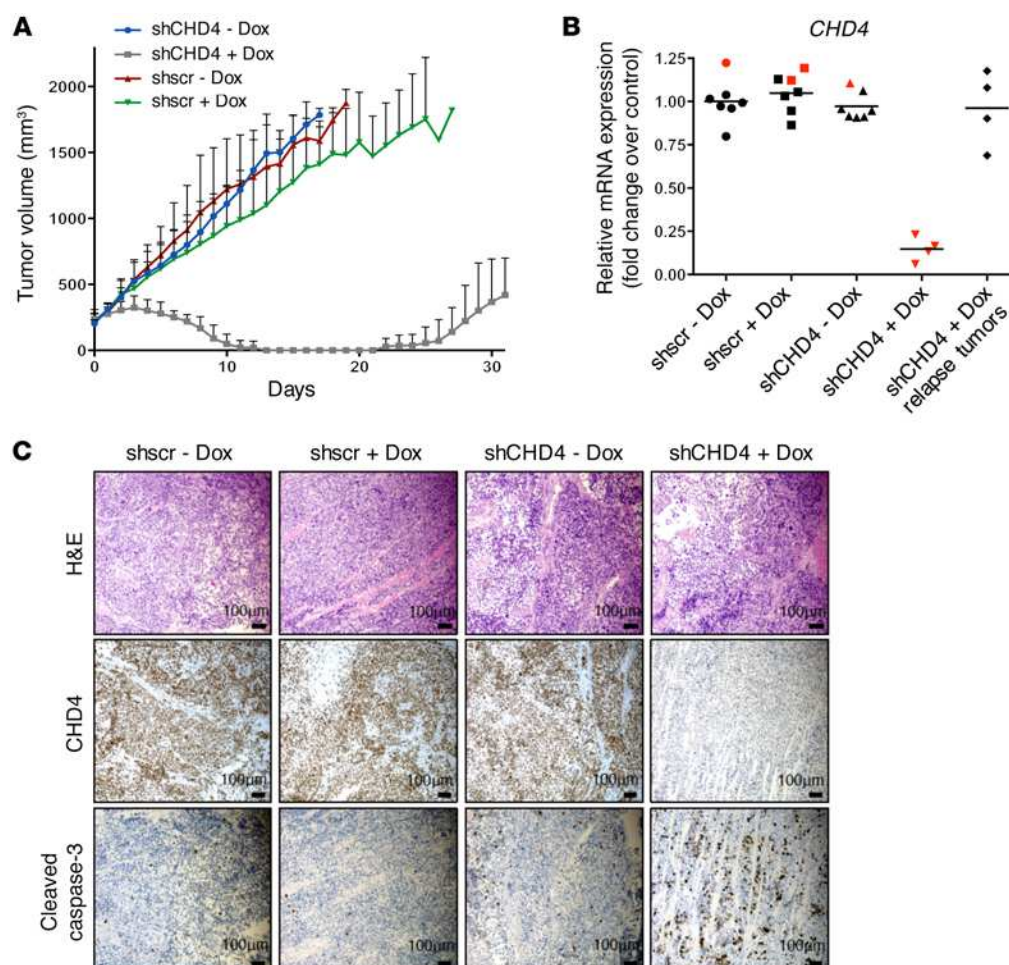 A
shCHD4 - Dox
shCHD4 + Dox
shscr - Dox
shscr + Dox
Tumor volume (mm³)
2000
1500
1000
500
0
0
10
20
30
Days
B
CHD4
Relative mRNA expression
(fold change over control)
1.25
1.00
0.75
0.50
0.25
0.00
shscr - Dox
shscr + Dox
shCHD4 - Dox
shCHD4 + Dox
shCHD4 + Dox
relapse tumors
C
shscr - Dox
shscr + Dox
shCHD4 - Dox
shCHD4 + Dox
H&E
100µm
100µm
100µm
100µm
CHD4
100µm
100µm
100µm
100µm
Cleaved
caspase-3
100µm
100µm
100µm
100µm